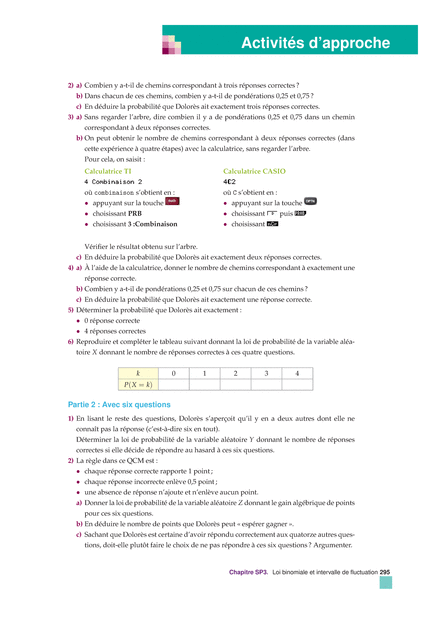 Activités d'approche
2) a) Combien y a-t-il de chemins correspondant à trois réponses correctes ?
b) Dans chacun de ces chemins, combien y a-t-il de pondérations 0,25 et 0,75 ?
c) En déduire la probabilité que Dolorès ait exactement trois réponses correctes.
3) a) Sans regarder l'arbre, dire combien il y a de pondérations 0,25 et 0,75 dans un chemin
correspondant à deux réponses correctes.
b) On peut obtenir le nombre de chemins correspondant à deux réponses correctes (dans
cette expérience à quatre étapes) avec la calculatrice, sans regarder l'arbre.
Pour cela, on saisit :
Calculatrice TI
4 Combinaison 2
où combinaison s'obtient en :
• appuyant sur la touche math
• choisissant PRB
• choisissant 3 :Combinaison
Calculatrice CASIO
4C2
où C s'obtient en :
• appuyant sur la touche OPTN
• choisissant puis PROB
• choisissant nCr
Vérifier le résultat obtenu sur l'arbre.
c) En déduire la probabilité que Dolorès ait exactement deux réponses correctes.
4) a) À l'aide de la calculatrice, donner le nombre de chemins correspondant à exactement une
réponse correcte.
b) Combien y a-t-il de pondérations 0,25 et 0,75 sur chacun de ces chemins ?
c) En déduire la probabilité que Dolorès ait exactement une réponse correcte.
5) Déterminer la probabilité que Dolorès ait exactement :
• 0 réponse correcte
• 4 réponses correctes
6) Reproduire et compléter le tableau suivant donnant la loi de probabilité de la variable aléa-
toire X donnant le nombre de réponses correctes à ces quatre questions.
k 0 1 2 3 4
P(X = k)
Partie 2 : Avec six questions
1) En lisant le reste des questions, Dolorès s'aperçoit qu'il y en a deux autres dont elle ne
connaît pas la réponse (c'est-à-dire six en tout).
Déterminer la loi de probabilité de la variable aléatoire Y donnant le nombre de réponses
correctes si elle décide de répondre au hasard à ces six questions.
2) La règle dans ce QCM est :
• chaque réponse correcte rapporte 1 point ;
• chaque réponse incorrecte enlève 0,5 point ;
• une absence de réponse n'ajoute et n'enlève aucun point.
a) Donner la loi de probabilité de la variable aléatoire Z donnant le gain algébrique de points
pour ces six questions.
b) En déduire le nombre de points que Dolorès peut « espérer gagner ».
c) Sachant que Dolorès est certaine d'avoir répondu correctement aux quatorze autres ques-
tions, doit-elle plutôt faire le choix de ne pas répondre à ces six questions ? Argumenter.
Chapitre SP3. Loi binomiale et intervalle de fluctuation 295